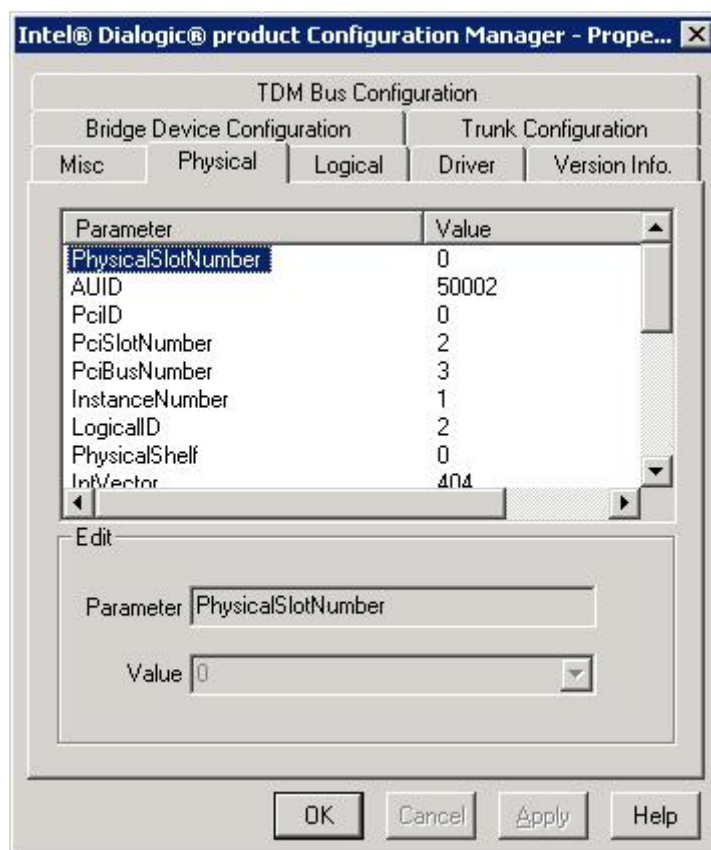 Intel® Dialogic® product Configuration Manager - Prope...
TDM Bus Configuration
Bridge Device Configuration Trunk Configuration
Misc Physical Logical Driver Version Info.
Parameter Value
PhysicalSlotNumber 0
AUID 50002
PciID 0
PciSlotNumber 2
PciBusNumber 3
InstanceNumber 1
LogicalID 2
PhysicalShelf 0
IntVector 404
Edit
Parameter PhysicalSlotNumber
Value 0
OK Cancel Apply Help